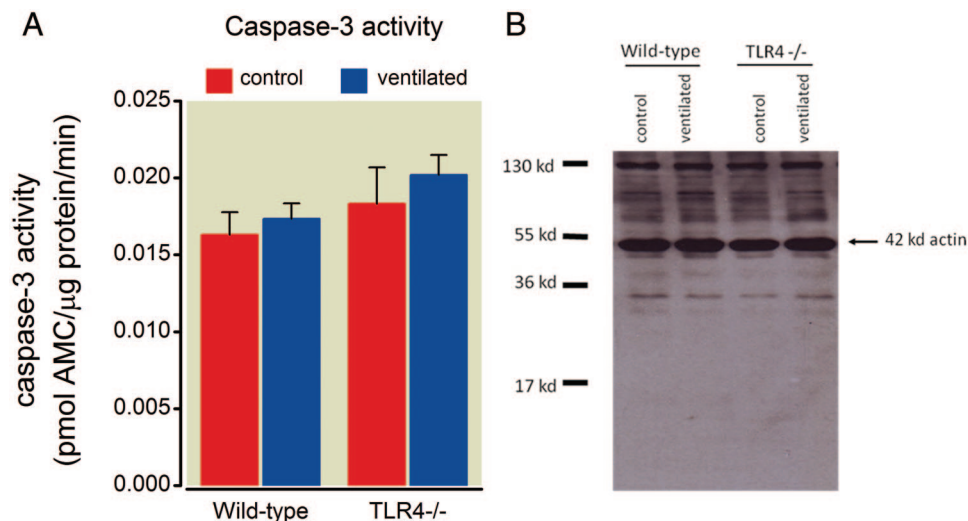 A
Caspase-3 activity
control
ventilated
caspase-3 activity
(pmol AMC/μg protein/min)
0.025
0.020
0.015
0.010
0.005
0.000
Wild-type
TLR4-/-
B
Wild-type
TLR4 -/-
control
ventilated
control
ventilated
130 kd
55 kd
36 kd
17 kd
42 kd actin